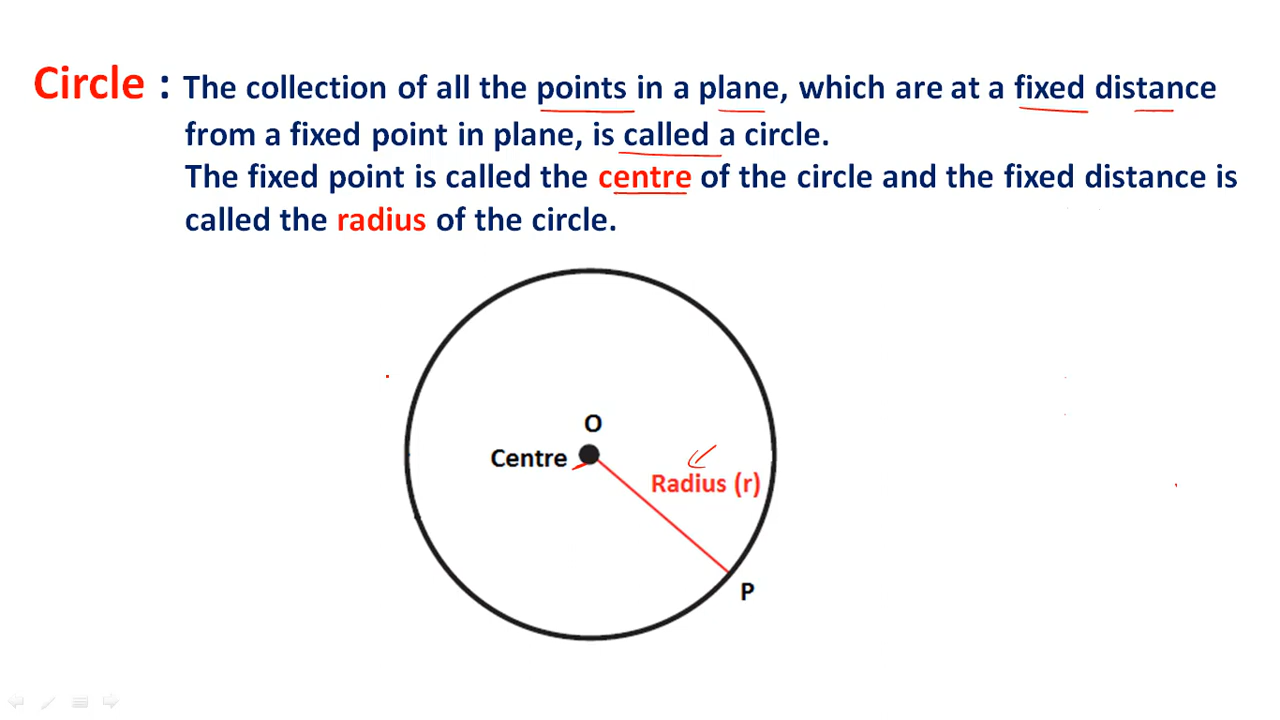 Circle : The collection of all the points in a plane, which are at a fixed distance
from a fixed point in plane, is called a circle.
The fixed point is called the centre of the circle and the fixed distance is
called the radius of the circle.
O
Centre
Radius (r)
P